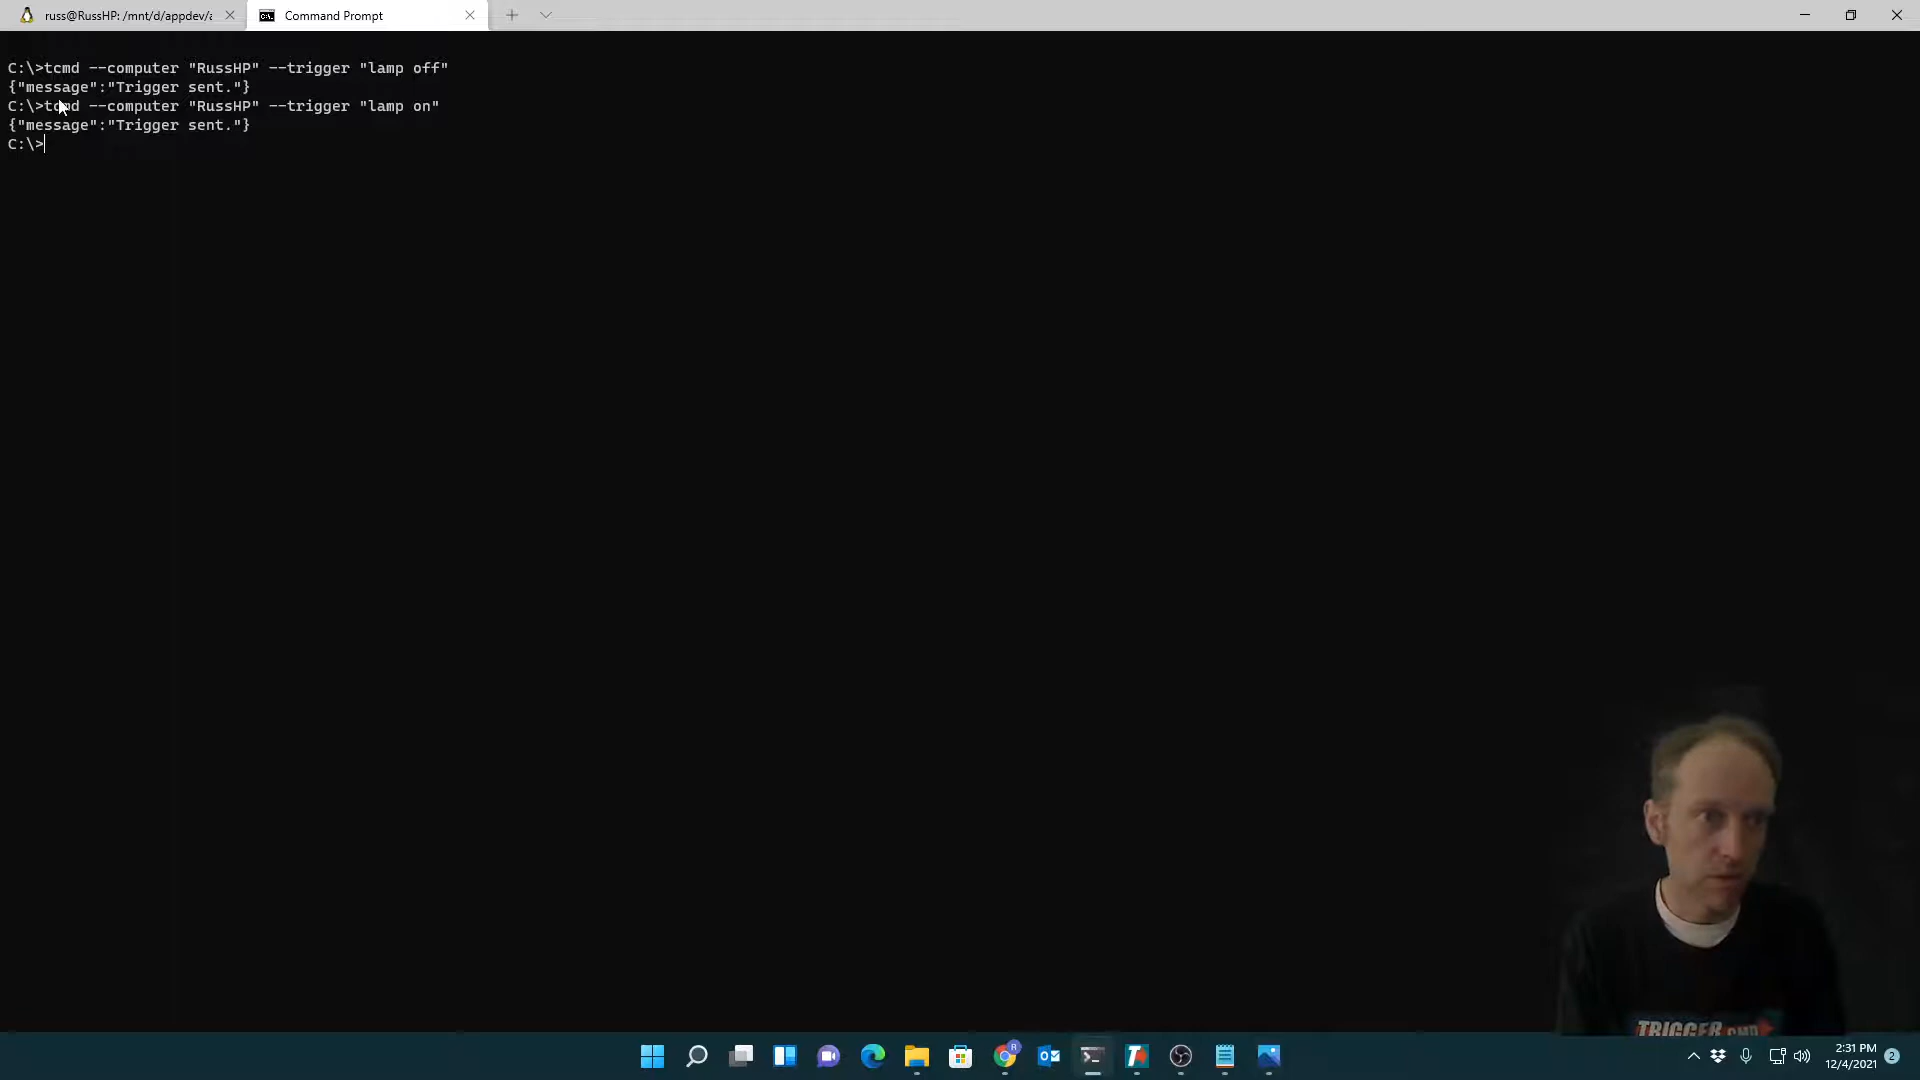 russ@RussHP: /mnt/d/appdev/a
Command Prompt
C:\>tcmd --computer "RussHP" --trigger "lamp off"
{"message":"Trigger sent."}
C:\>tcmd --computer "RussHP" --trigger "lamp on"
{"message":"Trigger sent."}
C:\>
TRIGGER CMD
2:31 PM
12/4/2021
2